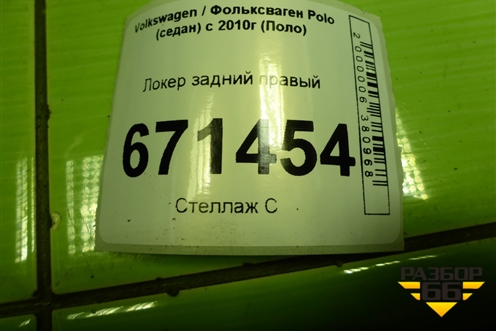 Volkswagen / Фольксваген Polo
(седан) с 2010г (Поло)
Локер задний правый
671454
Стеллаж С
2000006380968
РАЗБОР
66